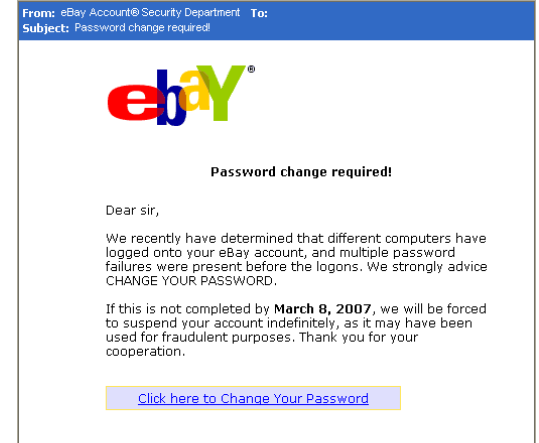 From: eBay Account® Security Department To:
Subject: Password change required!
ebaY®
Password change required!
Dear sir,
We recently have determined that different computers have
logged onto your eBay account, and multiple password
failures were present before the logons. We strongly advice
CHANGE YOUR PASSWORD.
If this is not completed by March 8, 2007, we will be forced
to suspend your account indefinitely, as it may have been
used for fraudulent purposes. Thank you for your
cooperation.
Click here to Change Your Password